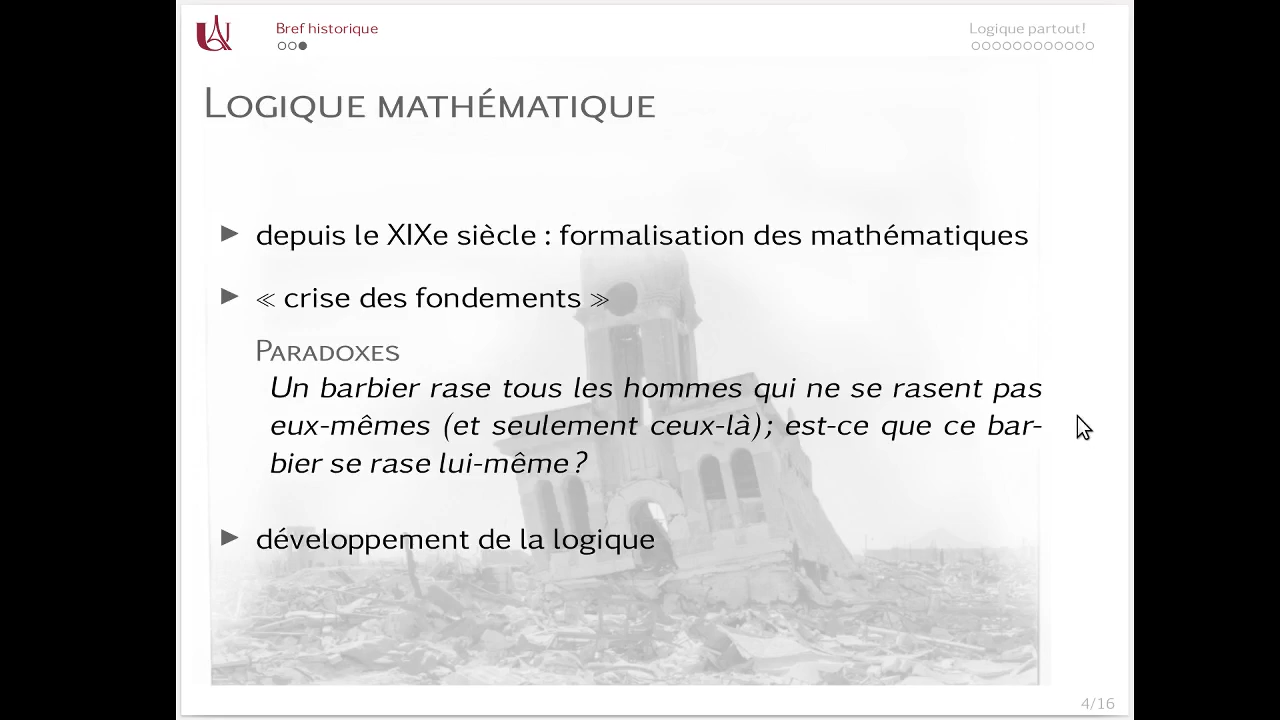 Bref historique
Logique partout!
Logique mathématique
depuis le XIXe siècle : formalisation des mathématiques
≪ crise des fondements ≫
Paradoxes
Un barbier rase tous les hommes qui ne se rasent pas
eux-mêmes (et seulement ceux-là); est-ce que ce bar-
bier se rase lui-même?
développement de la logique
4/16